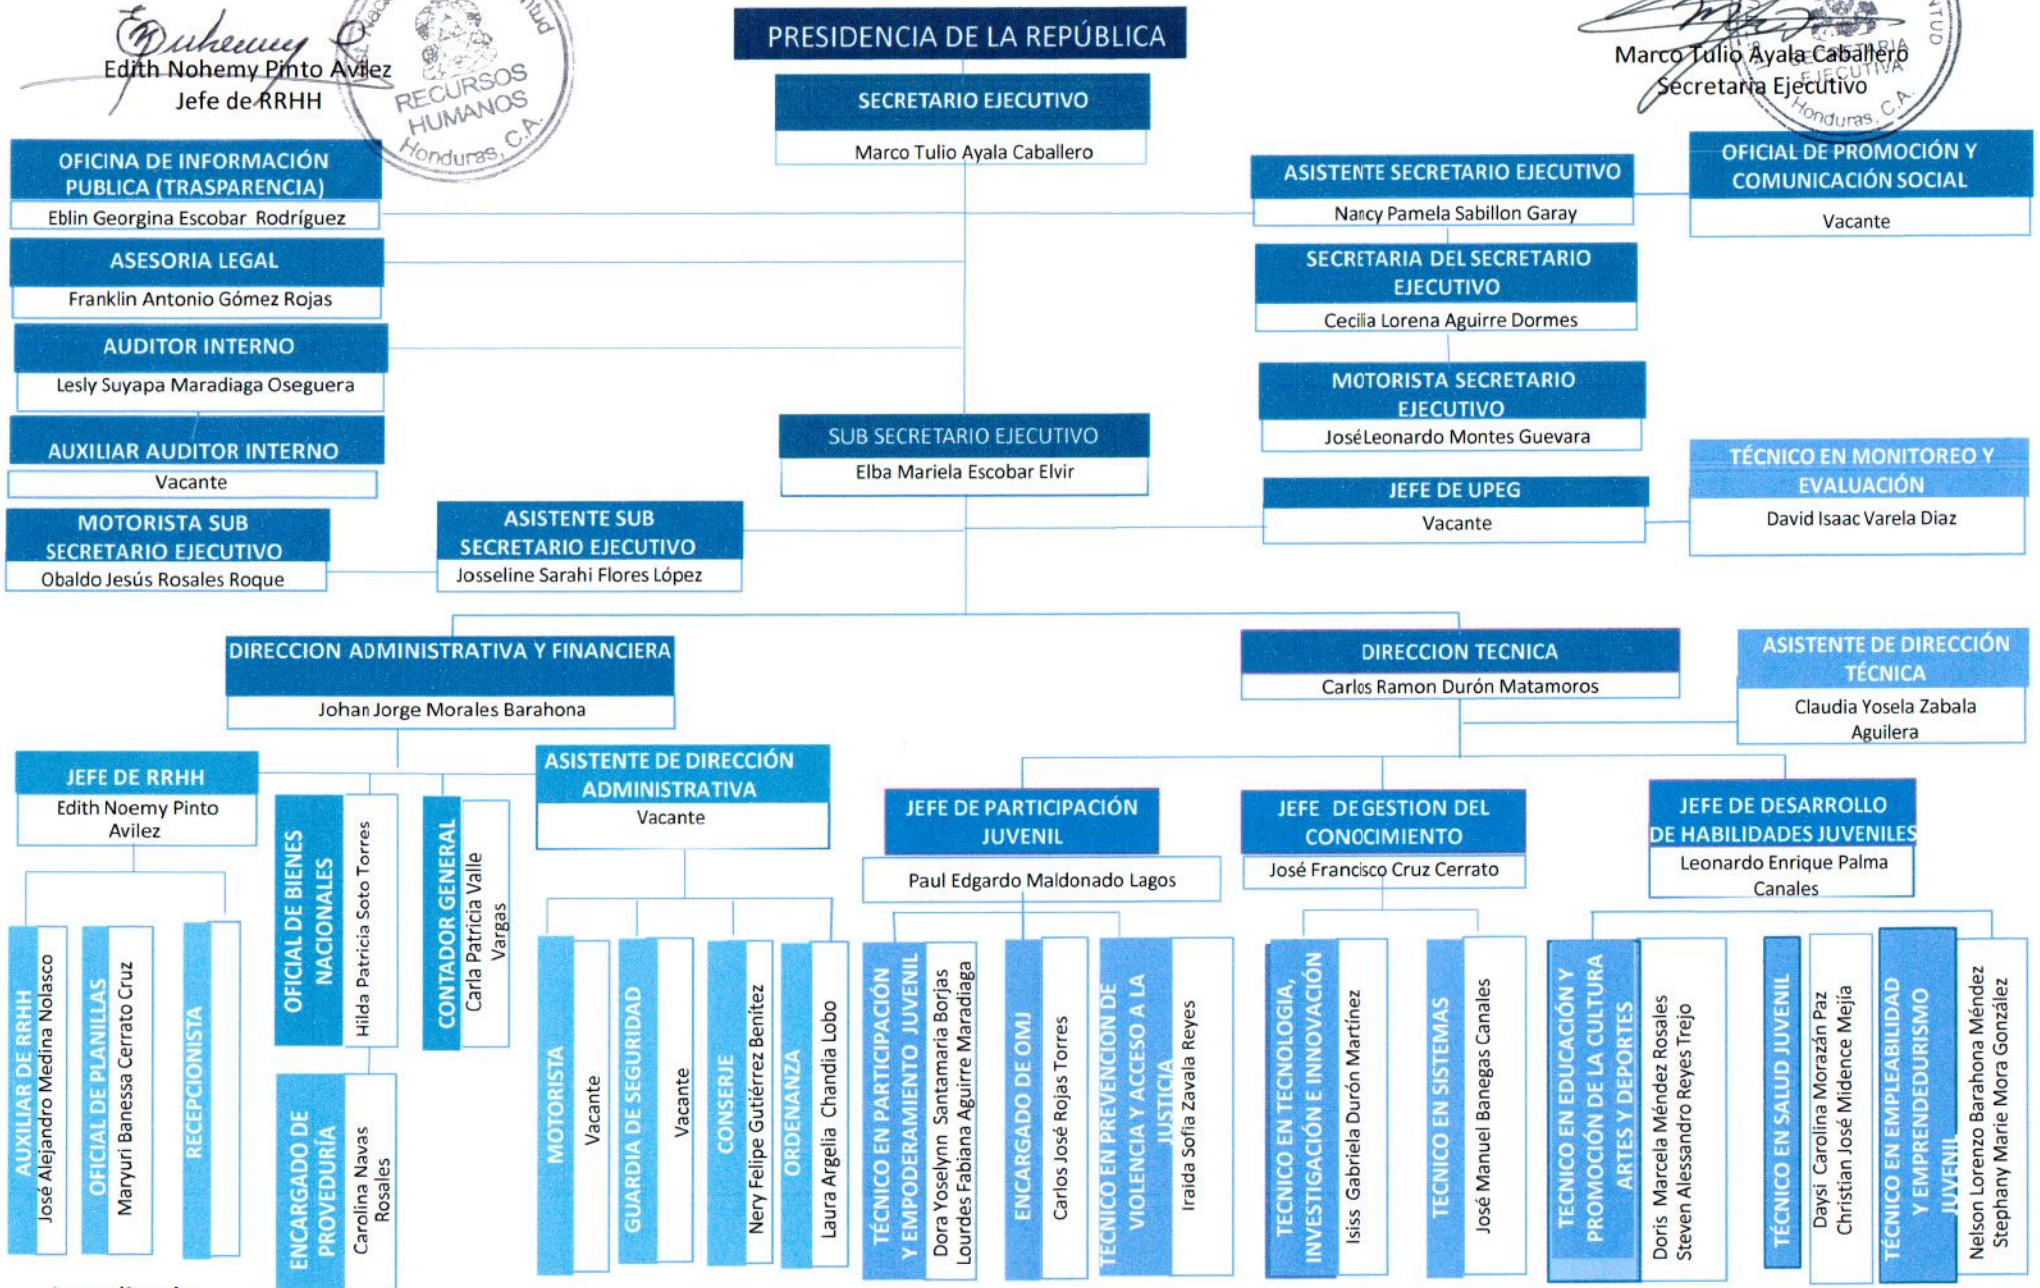 PRESIDENCIA DE LA REPÚBLICA
Edith Nohemy Pinto Avilez
Jefe de RRHH
RECURSOS
HUMANOS
Honduras, C.A.
Marco Tulio Ayala Caballero
Secretaria Ejecutivo
SECRETARIA
EJECUTIVA
Honduras, C.A.
SECRETARIO EJECUTIVO
Marco Tulio Ayala Caballero
OFICINA DE INFORMACIÓN
PUBLICA (TRASPARENCIA)
Eblin Georgina Escobar Rodríguez
ASISTENTE SECRETARIO EJECUTIVO
Nancy Pamela Sabillon Garay
OFICIAL DE PROMOCIÓN Y
COMUNICACIÓN SOCIAL
Vacante
ASESORIA LEGAL
Franklin Antonio Gómez Rojas
SECRETARIA DEL SECRETARIO
EJECUTIVO
Cecilia Lorena Aguirre Dormes
AUDITOR INTERNO
Lesly Suyapa Maradiaga Oseguera
MOTORISTA SECRETARIO
EJECUTIVO
José Leonardo Montes Guevara
AUXILIAR AUDITOR INTERNO
Vacante
SUB SECRETARIO EJECUTIVO
Elba Mariela Escobar Elvir
JEFE DE UPEG
Vacante
TÉCNICO EN MONITOREO Y
EVALUACIÓN
David Isaac Varela Diaz
MOTORISTA SUB
SECRETARIO EJECUTIVO
Obaldo Jesús Rosales Roque
ASISTENTE SUB
SECRETARIO EJECUTIVO
Josseline Sarahi Flores López
DIRECCION ADMINISTRATIVA Y FINANCIERA
Johan Jorge Morales Barahona
DIRECCION TECNICA
Carlos Ramon Durón Matamoros
ASISTENTE DE DIRECCIÓN
TÉCNICA
Claudia Yosela Zabala
Aguilera
JEFE DE RRHH
Edith Noemy Pinto
Avilez
OFICIAL DE BIENES
NACIONALES
Hilda Patricia Soto Torres
CONTADOR GENERAL
Carla Patricia Valle
Vargas
ASISTENTE DE DIRECCIÓN
ADMINISTRATIVA
Vacante
JEFE DE PARTICIPACIÓN
JUVENIL
Paul Edgardo Maldonado Lagos
JEFE DE GESTION DEL
CONOCIMIENTO
José Francisco Cruz Cerrato
JEFE DE DESARROLLO
DE HABILIDADES JUVENILES
Leonardo Enrique Palma
Canales
AUXILIAR DE RRHH
José Alejandro Medina Nolasco
OFICIAL DE PLANILLAS
Maryuri Banessa Cerrato Cruz
RECEPCIONISTA
ENCARGADO DE
PROVEDURÍA
Carolina Navas
Rosales
MOTORISTA
Vacante
GUARDIA DE SEGURIDAD
Vacante
CONSERJE
Nery Felipe Gutiérrez Benítez
ORDENANZA
Laura Argelia Chandia Lobo
TÉCNICO EN PARTICIPACIÓN
Y EMPODERAMIENTO JUVENIL
Dora Yoselynn Santamaria Borjas
Lourdes Fabiana Aguirre Maradiaga
ENCARGADO DE OMJ
Carlos José Rojas Torres
TECNICO EN PREVENCION DE
VIOLENCIA Y ACCESO A LA
JUSTICIA
Iraida Sofia Zavala Reyes
TECNICO EN TECNOLOGIA,
INVESTIGACIÓN E INNOVACIÓN
Isiss Gabriela Durón Martínez
TECNICO EN SISTEMAS
José Manuel Banegas Canales
TECNICO EN EDUCACIÓN Y
PROMOCIÓN DE LA CULTURA
ARTES Y DEPORTES
Doris Marcela Méndez Rosales
Steven Alessandro Reyes Trejo
TÉCNICO EN SALUD JUVENIL
Daysi Carolina Morazán Paz
Christian José Midence Mejia
TÉCNICO EN EMPLEABILIDAD
Y EMPRENDEDURISMO
JUVENIL
Nelson Lorenzo Barahona Méndez
Stephany Marie Mora González